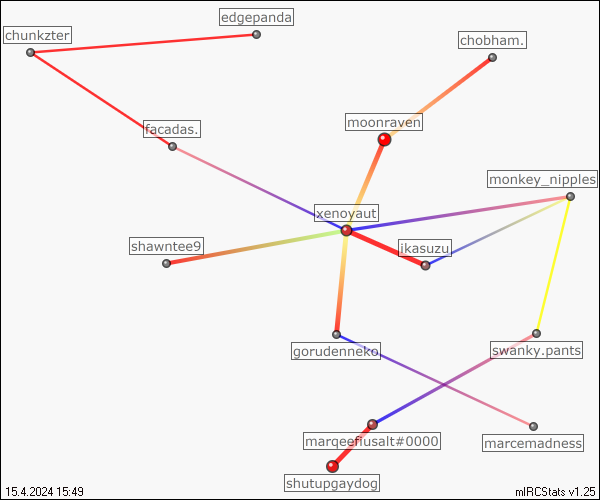 edgepanda
chunkzter
chobham.
facadas.
moonraven
monkey_nipples
xenoyaut
shawntee9
ikasuzu
gorudenneko
swanky.pants
marqeefiusalt#0000
marcemadness
shutupgaydog
15.4.2024 15:49
mIRCStats v1.25